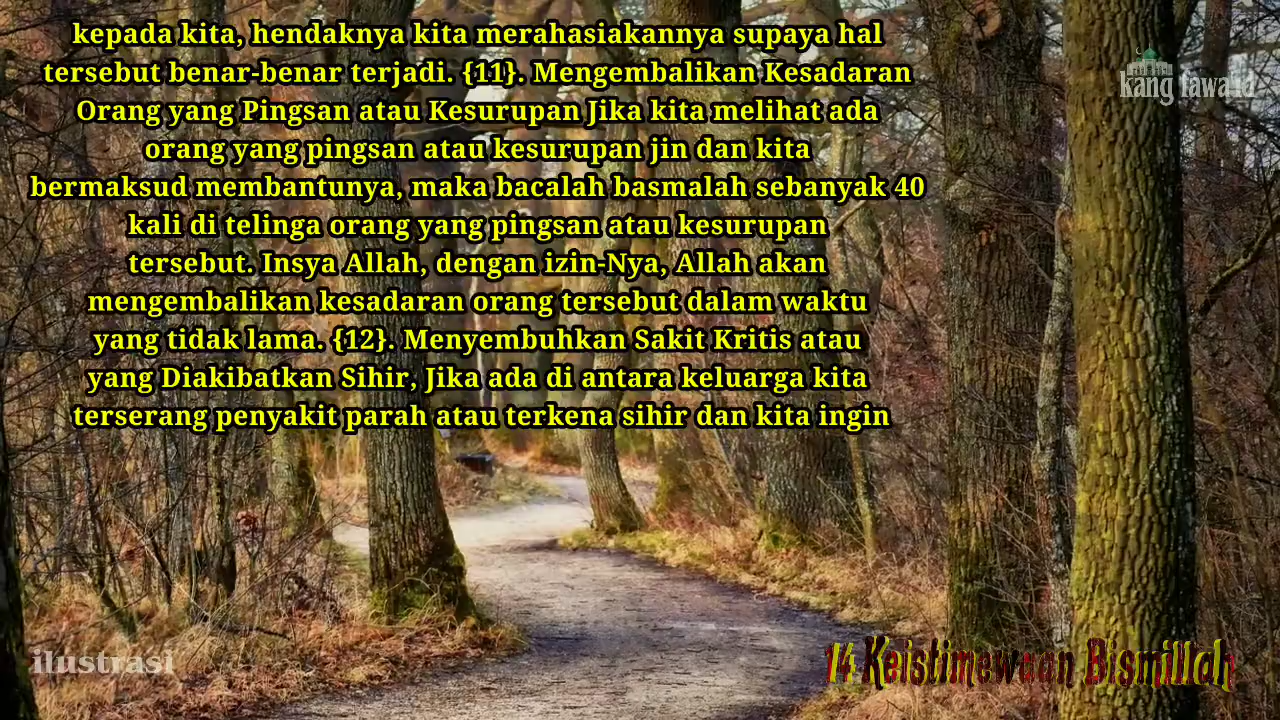 kepada kita, hendaknya kita merahasiakannya supaya hal
tersebut benar-benar terjadi. {11}. Mengembalikan Kesadaran
Orang yang Pingsan atau Kesurupan Jika kita melihat ada
orang yang pingsan atau kesurupan jin dan kita
bermaksud membantunya, maka bacalah basmalah sebanyak 40
kali di telinga orang yang pingsan atau kesurupan
tersebut. Insya Allah, dengan izin-Nya, Allah akan
mengembalikan kesadaran orang tersebut dalam waktu
yang tidak lama. {12}. Menyembuhkan Sakit Kritis atau
yang Diakibatkan Sihir, Jika ada di antara keluarga kita
terserang penyakit parah atau terkena sihir dan kita ingin
kang tawa id
ilustrasi
14 Keistimewaan Bismillah